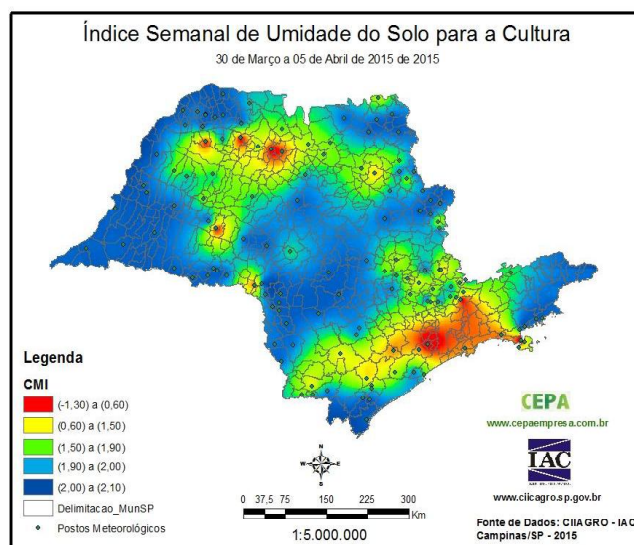 Índice Semanal de Umidade do Solo para a Cultura
30 de Março a 05 de Abril de 2015 de 2015
Legenda
CMI
(-1,30) a (0,60)
(0,60) a (1,50)
(1,50) a (1,90)
(1,90) a (2,00)
(2,00) a (2,10)
Delimitacao_MunSP
Postos Meteorológicos
N
W E
S
0 37,5 75 150 225 300
Km
1:5.000.000
CEPA
www.cepaempresa.com.br
IAC
www.ciicagro.sp.gov.br
Fonte de Dados: CIIAGRO - IAC
Campinas/SP - 2015